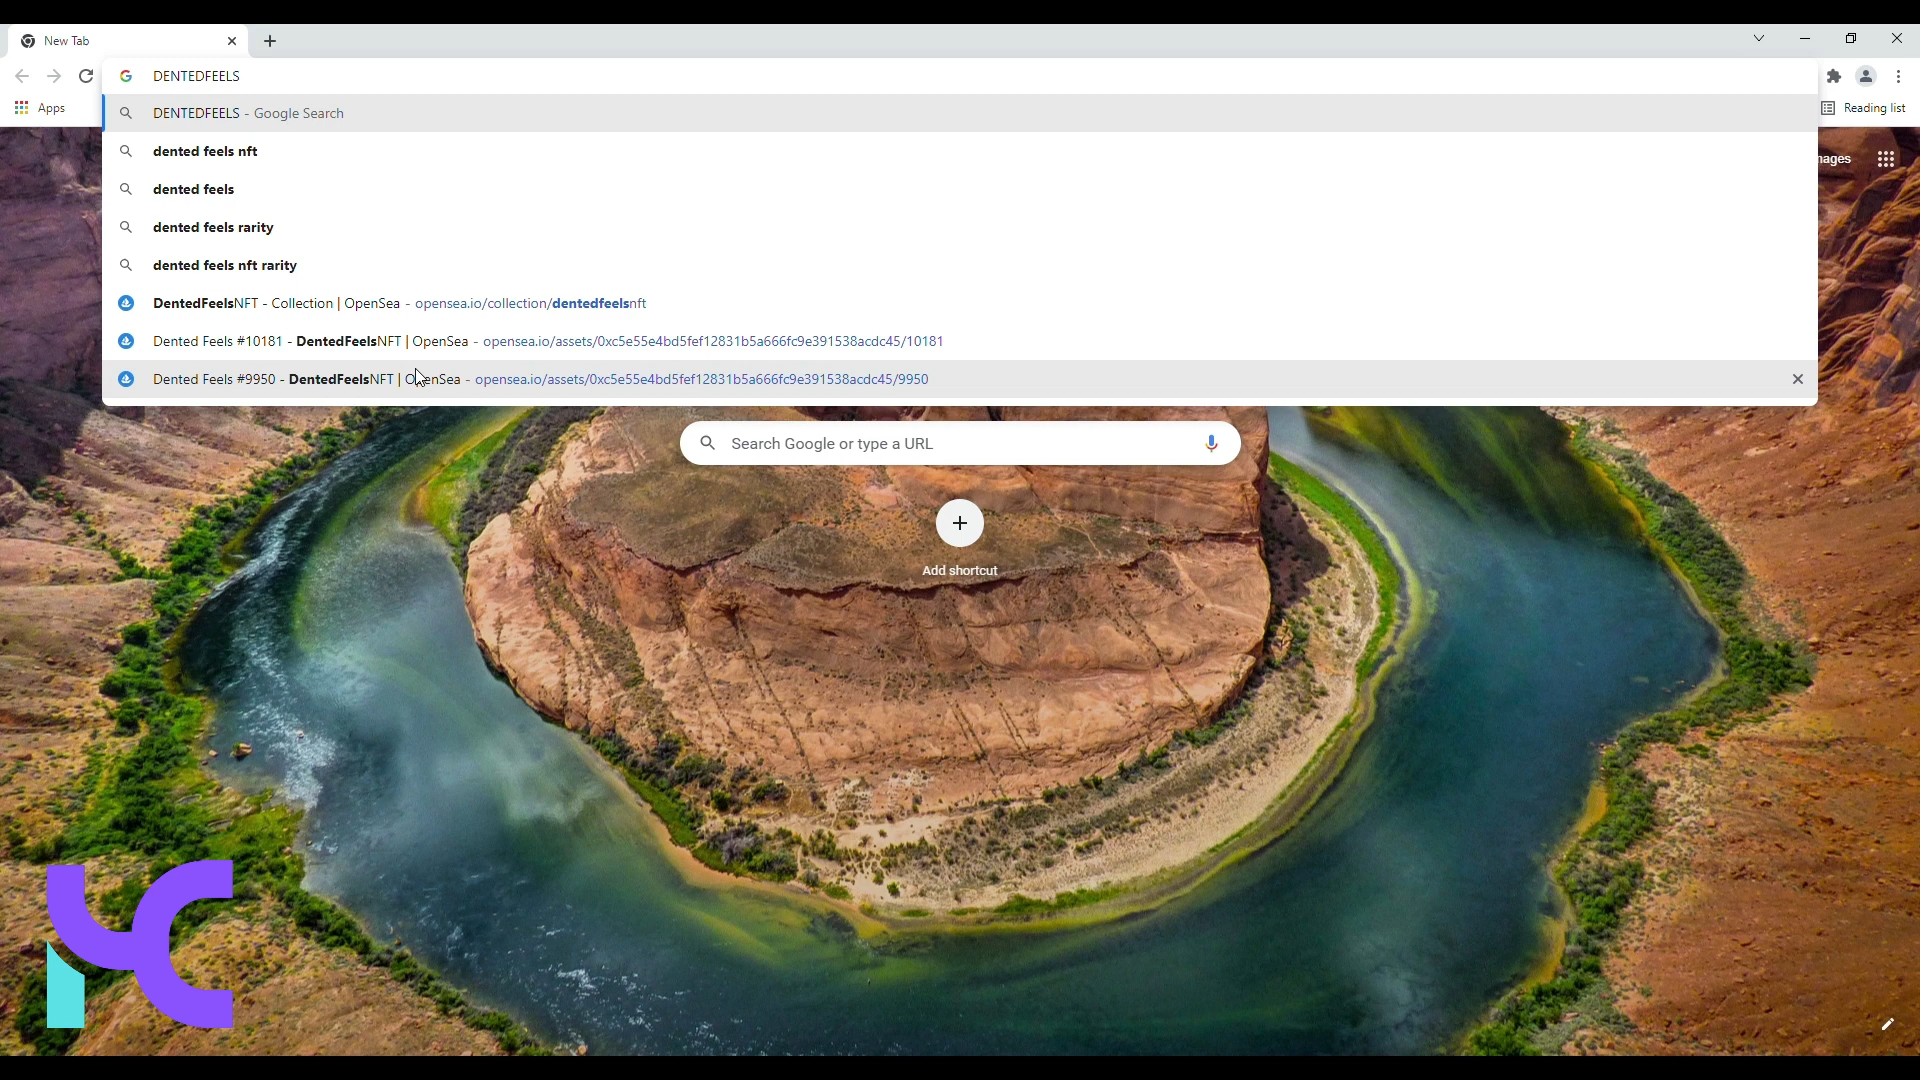 New Tab
DENTEDFEELS
Apps
Reading list
DENTEDFEELS - Google Search
dented feels nft
nages
dented feels
dented feels rarity
dented feels nft rarity
DentedFeelsNFT - Collection | OpenSea - opensea.io/collection/dentedfeelsnft
Dented Feels #10181 - DentedFeelsNFT | OpenSea - opensea.io/assets/0xc5e55e4bd5fef12831b5a666fc9e391538acdc45/10181
Dented Feels #9950 - DentedFeelsNFT | OpenSea - opensea.io/assets/0xc5e55e4bd5fef12831b5a666fc9e391538acdc45/9950
Search Google or type a URL
Add shortcut